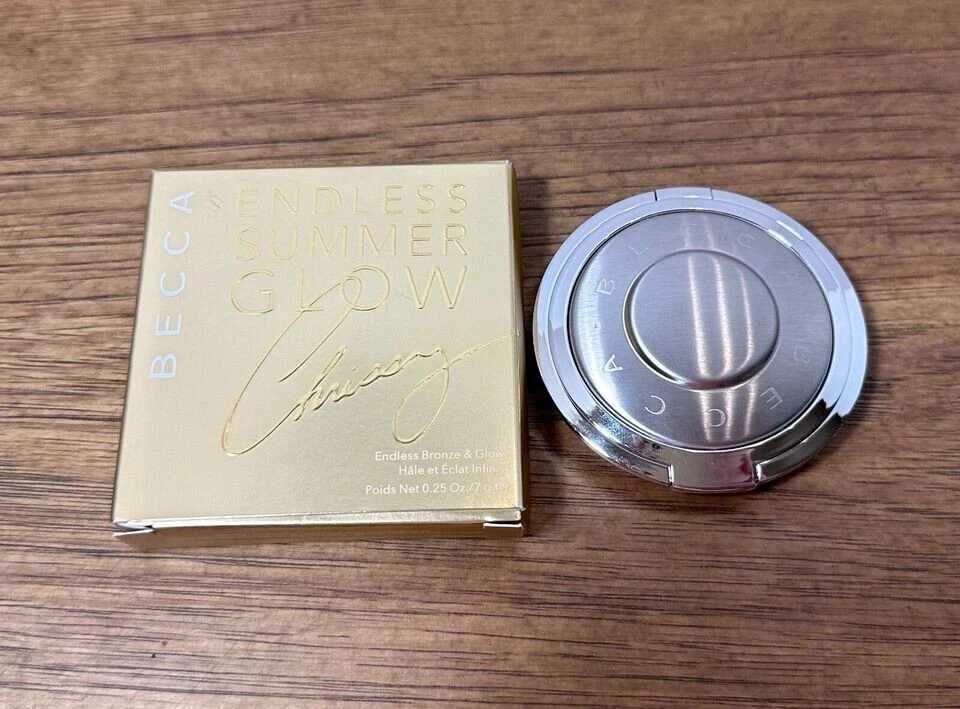 BECCA
ENDLESS
SUMMER
GLOW
Chrissy
Endless Bronze & Glow
Hâle et Éclat Infinis
Poids Net 0.25 Oz./7 g.℮
BECCA BECCA